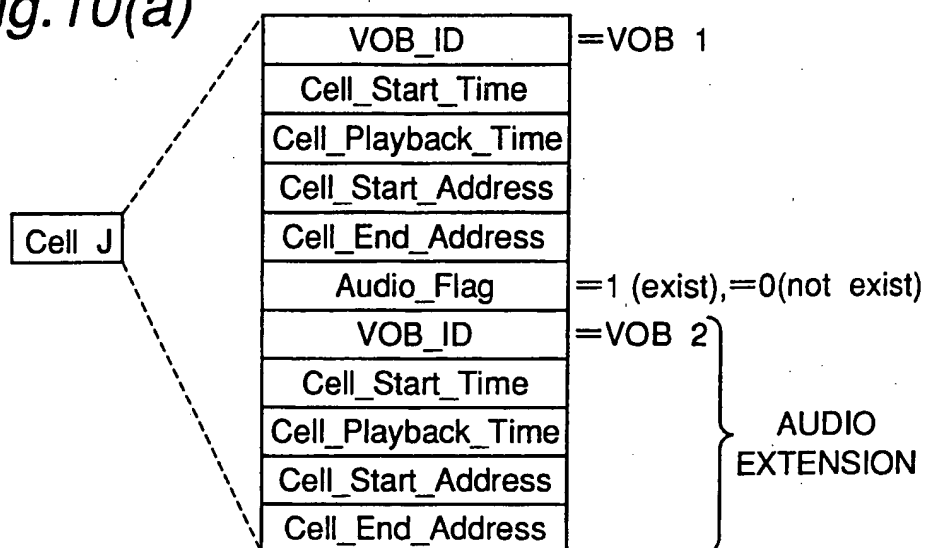 ig.10(a)
VOB_ID =VOB 1
Cell_Start_Time
Cell_Playback_Time
Cell_Start_Address
Cell J
Cell_End_Address
Audio_Flag =1 (exist),=0(not exist)
VOB_ID =VOB 2
Cell_Start_Time
Cell_Playback_Time
AUDIO
EXTENSION
Cell_Start_Address
Cell_End_Address